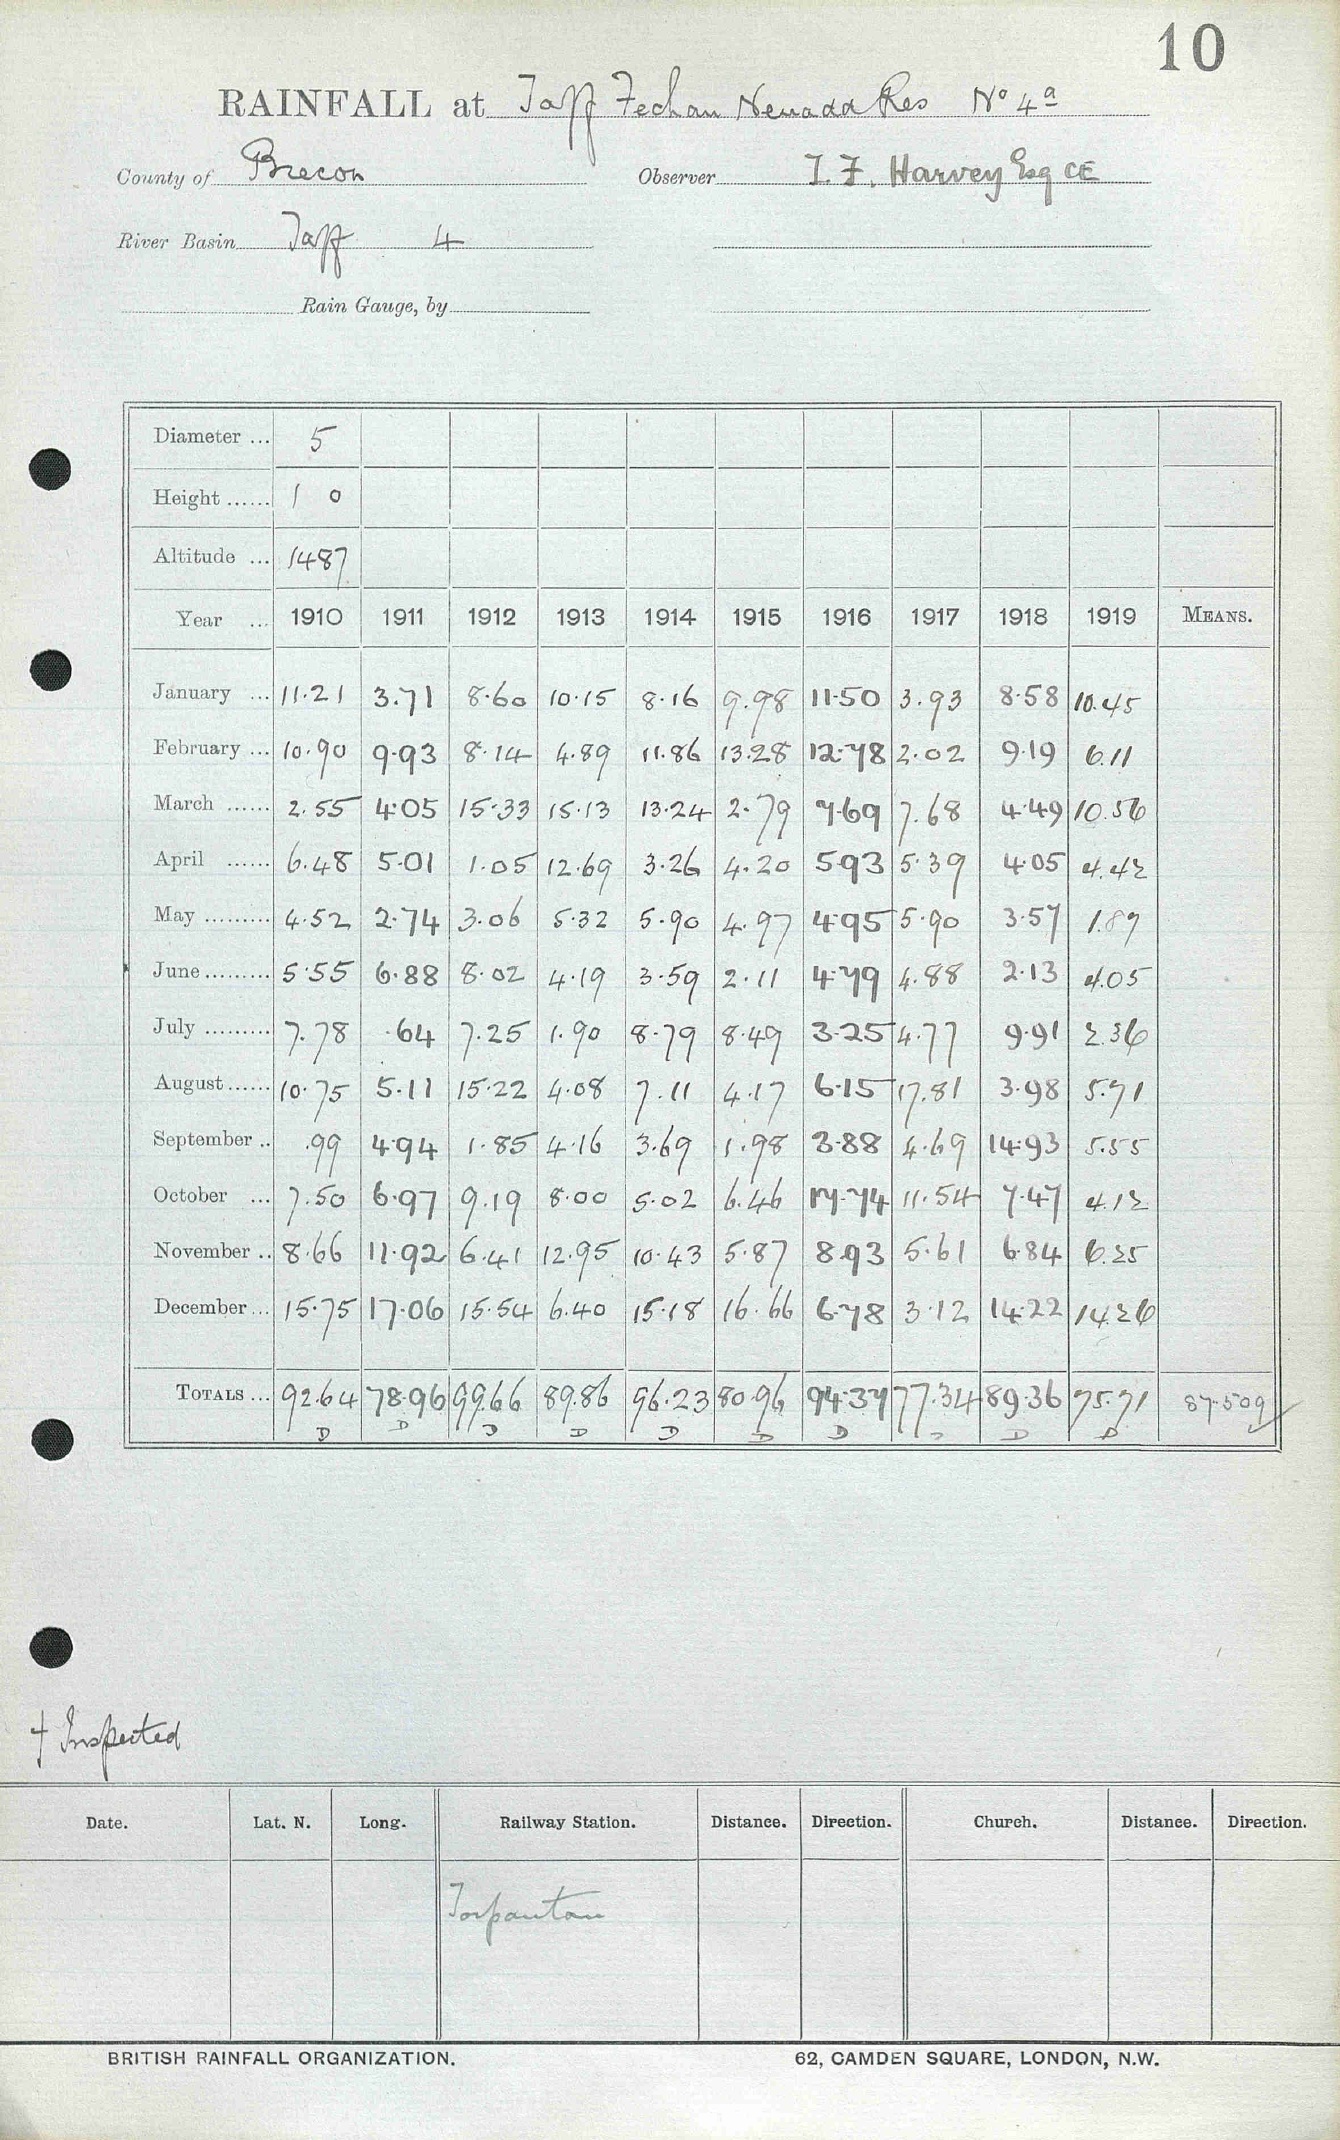 10
RAINFALL at Taff Fechan Neuadd Res No 4a
County of Brecon Observer T. F. Harvey Esq CE
River Basin Taff 4
Rain Gauge, by
Diameter ... 5
Height ...... 1 0
Altitude ... 1487
Year ... 1910 1911 1912 1913 1914 1915 1916 1917 1918 1919 MEANS.
January ... 11.21 3.71 8.60 10.15 8.16 9.98 11.50 3.93 8.58 10.45
February ... 10.90 9.93 8.14 4.89 11.86 13.28 12.78 2.02 9.19 6.11
March ...... 2.55 4.05 15.33 15.13 13.24 2.79 7.69 7.68 4.49 10.56
April ...... 6.48 5.01 1.05 12.69 3.26 4.20 5.93 5.39 4.05 4.42
May ......... 4.52 2.74 3.06 5.32 5.90 4.97 4.95 5.90 3.57 1.87
June ......... 5.55 6.88 8.02 4.19 3.59 2.11 4.79 4.88 2.13 4.05
July ......... 7.78 .64 7.25 1.90 8.79 8.49 3.25 4.77 9.91 2.36
August ...... 10.75 5.11 15.22 4.08 7.11 4.17 6.15 17.81 3.98 5.71
September .. .99 4.94 1.85 4.16 3.69 1.98 3.88 4.69 14.93 5.55
October ... 7.50 6.97 9.19 8.00 5.02 6.46 17.74 11.54 7.47 4.12
November .. 8.66 11.92 6.41 12.95 10.43 5.87 8.93 5.61 6.84 6.25
December ... 15.75 17.06 15.54 6.40 15.18 16.66 6.78 3.12 14.22 14.26
TOTALS ... 92.64 78.96 99.66 89.86 96.23 80.96 94.37 77.34 89.36 75.71 87.509
D D D D D D D D D D
† Inspected
Date. Lat. N. Long. Railway Station. Distance. Direction. Church. Distance. Direction.
Torpantau
BRITISH RAINFALL ORGANIZATION. 62, CAMDEN SQUARE, LONDON, N.W.